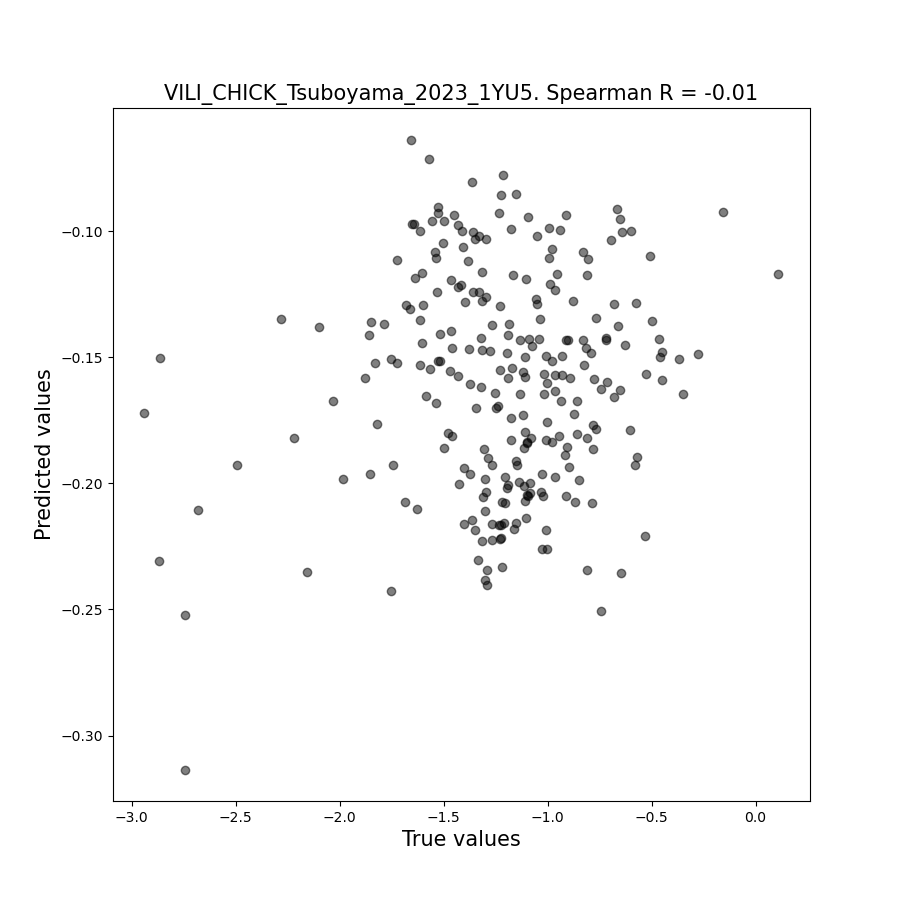 VILI_CHICK_Tsuboyama_2023_1YU5. Spearman R = -0.01
Predicted values
−0.10
−0.15
−0.20
−0.25
−0.30
−3.0 −2.5 −2.0 −1.5 −1.0 −0.5 0.0
True values